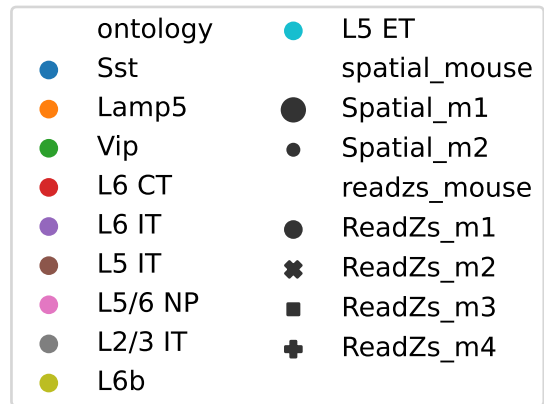 ontology
Sst
Lamp5
Vip
L6 CT
L6 IT
L5 IT
L5/6 NP
L2/3 IT
L6b
L5 ET
spatial_mouse
Spatial_m1
Spatial_m2
readzs_mouse
ReadZs_m1
ReadZs_m2
ReadZs_m3
ReadZs_m4